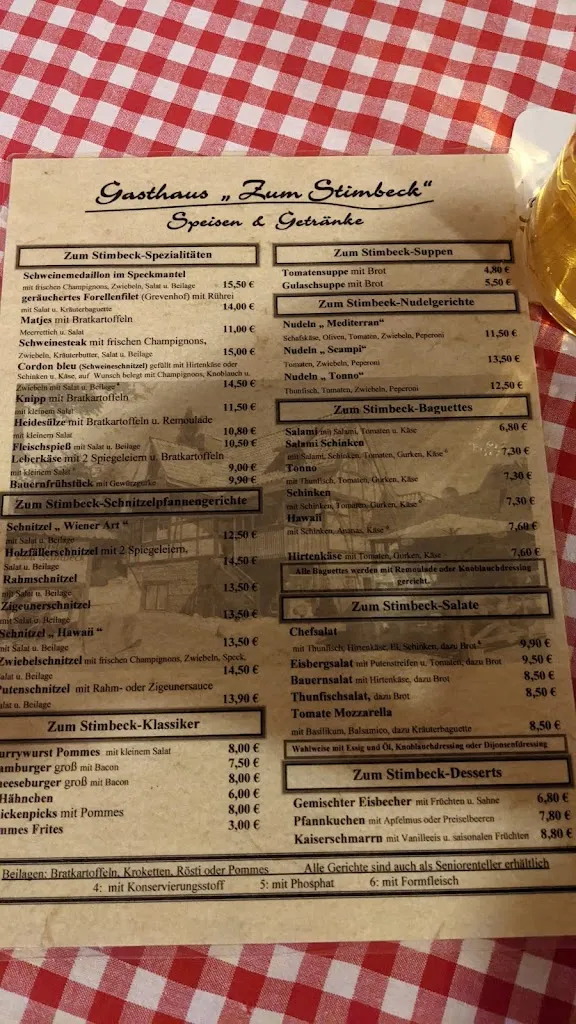 Gasthaus „ Zum Stimbeck“
Speisen & Getränke
Zum Stimbeck-Spezialitäten
Schweinemedaillon im Speckmantel
mit frischen Champignons, Zwiebeln, Salat u. Beilage 15,50 €
geräuchertes Forellenfilet (Grevenhof) mit Rührei
mit Salat u. Kräuterbaguette 14,00 €
Matjes mit Bratkartoffeln
Meerrettich u. Salat 11,00 €
Schweinesteak mit frischen Champignons,
Zwiebeln, Kräuterbutter, Salat u. Beilage 15,00 €
Cordon bleu (Schweineschnitzel) gefüllt mit Hirtenkäse oder
Schinken u. Käse, auf Wunsch belegt mit Champignons, Knoblauch u.
Zwiebeln mit Salat u. Beilage 14,50 €
Knipp mit Bratkartoffeln
mit kleinem Salat 11,50 €
Heidesülze mit Bratkartoffeln u. Remoulade
mit kleinem Salat 10,80 €
Fleischspieß mit Salat u. Beilage 10,50 €
Leberkäse mit 2 Spiegeleiern u. Bratkartoffeln
mit kleinem Salat 9,00 €
Bauernfrühstück mit Gewürzgurke 9,90 €
Zum Stimbeck-Schnitzelpfannengerichte
Schnitzel „ Wiener Art “
mit Salat u. Beilage 12,50 €
Holzfällerschnitzel mit 2 Spiegeleiern,
Salat u. Beilage 14,50 €
Rahmschnitzel
mit Salat u. Beilage 13,50 €
Zigeunerschnitzel
mit Salat u. Beilage 13,50 €
Schnitzel „ Hawaii “
mit Salat u. Beilage 13,50 €
Zwiebelschnitzel mit frischen Champignons, Zwiebeln, Speck,
Salat u. Beilage 14,50 €
Putenschnitzel mit Rahm- oder Zigeunersauce
Salat u. Beilage 13,90 €
Zum Stimbeck-Klassiker
urrywurst Pommes mit kleinem Salat 8,00 €
amburger groß mit Bacon 7,50 €
eeseburger groß mit Bacon 8,00 €
Hähnchen 6,00 €
ickenpicks mit Pommes 8,00 €
mmes Frites 3,00 €
Zum Stimbeck-Suppen
Tomatensuppe mit Brot 4,80 €
Gulaschsuppe mit Brot 5,50 €
Zum Stimbeck-Nudelgerichte
Nudeln „ Mediterran“
Schafskäse, Oliven, Tomaten, Zwiebeln, Peperoni 11,50 €
Nudeln „ Scampi“
Tomaten, Zwiebeln, Peperoni 13,50 €
Nudeln „ Tonno“
Thunfisch, Tomaten, Zwiebeln, Peperoni 12,50 €
Zum Stimbeck-Baguettes
Salami mit Salami, Tomaten u. Käse 6,80 €
Salami Schinken
mit Salami, Schinken, Tomaten, Gurken, Käse 7,30 €
Tonno
mit Thunfisch, Tomaten, Gurken, Käse 7,30 €
Schinken
mit Schinken, Tomaten, Gurken, Käse 7,30 €
Hawaii
mit Schinken, Ananas, Käse 7,60 €
Hirtenkäse mit Tomaten, Gurken, Käse 7,60 €
Alle Baguettes werden mit Remoulade oder Knoblauchdressing
gereicht.
Zum Stimbeck-Salate
Chefsalat
mit Thunfisch, Hirtenkäse, Ei, Schinken, dazu Brot 9,90 €
Eisbergsalat mit Putenstreifen u. Tomaten, dazu Brot 9,50 €
Bauernsalat mit Hirtenkäse, dazu Brot 8,50 €
Thunfischsalat, dazu Brot 8,50 €
Tomate Mozzarella
mit Basilikum, Balsamico, dazu Kräuterbaguette 8,50 €
Wahlweise mit Essig und Öl, Knoblauchdressing oder Dijonsenfdressing
Zum Stimbeck-Desserts
Gemischter Eisbecher mit Früchten u. Sahne 6,80 €
Pfannkuchen mit Apfelmus oder Preiselbeeren 7,80 €
Kaiserschmarrn mit Vanilleeis u. saisonalen Früchten 8,80 €
Beilagen: Bratkartoffeln, Kroketten, Rösti oder Pommes Alle Gerichte sind auch als Seniorenteller erhältlich
4: mit Konservierungsstoff 5: mit Phosphat 6: mit Formfleisch